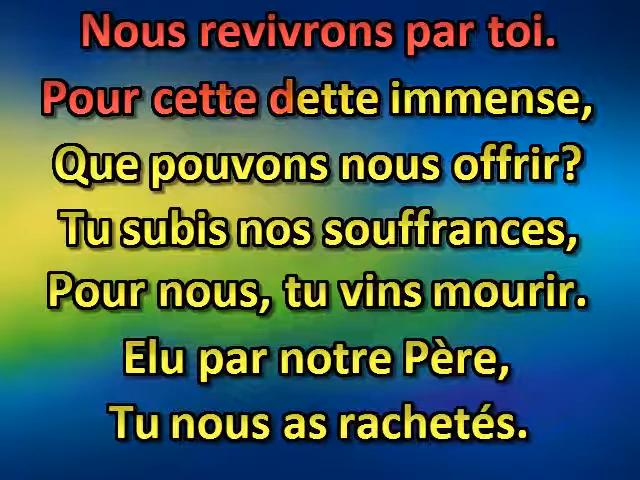 Nous revivrons par toi.
Pour cette dette immense,
Que pouvons nous offrir?
Tu subis nos souffrances,
Pour nous, tu vins mourir.
Elu par notre Père,
Tu nous as rachetés.